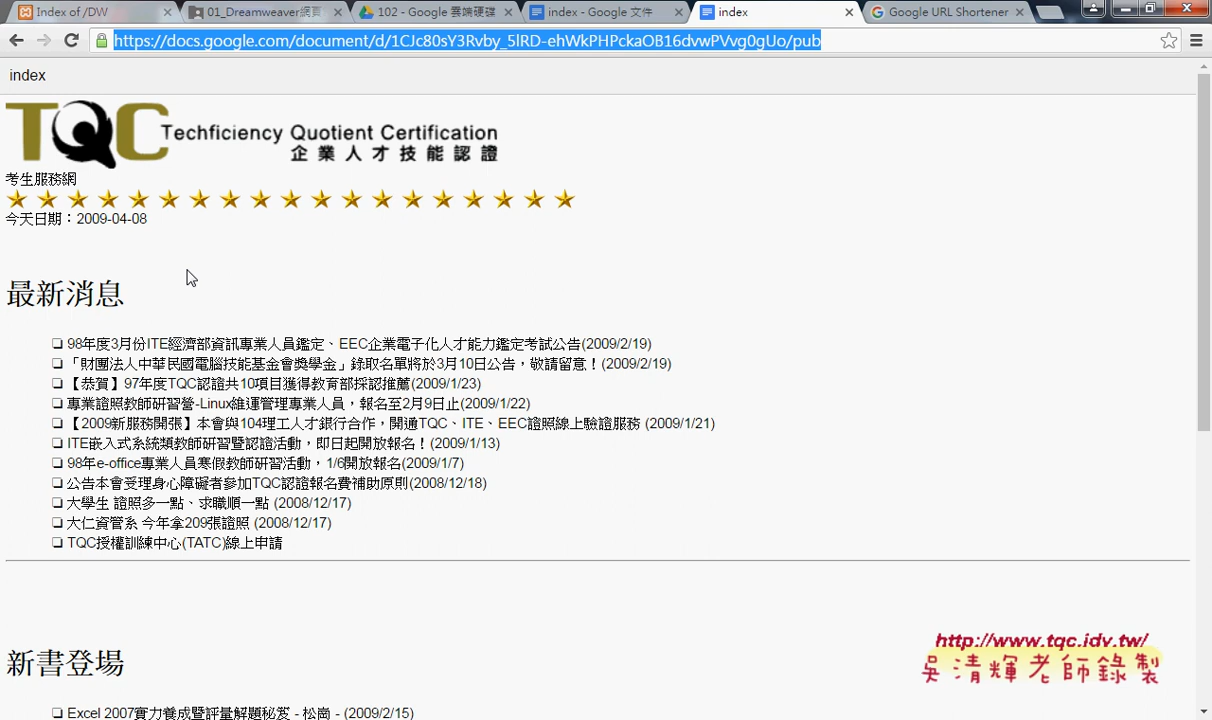 Index of /DW
01_Dreamweaver網頁
102 - Google 雲端硬碟
index - Google 文件
index
Google URL Shortener
https://docs.google.com/document/d/1CJc80sY3Rvby_5lRD-ehWkPHPckaOB16dvwPVvg0gUo/pub
index
TQC Techficiency Quotient Certification
企業人才技能認證
考生服務網
今天日期：2009-04-08
最新消息
❏ 98年度3月份ITE經濟部資訊專業人員鑑定、EEC企業電子化人才能力鑑定考試公告(2009/2/19)
❏ 「財團法人中華民國電腦技能基金會獎學金」錄取名單將於3月10日公告，敬請留意！(2009/2/19)
❏ 【恭賀】97年度TQC認證共10項目獲得教育部採認推薦(2009/1/23)
❏ 專業證照教師研習營-Linux維運管理專業人員，報名至2月9日止(2009/1/22)
❏ 【2009新服務開張】本會與104理工人才銀行合作，開通TQC、ITE、EEC證照線上驗證服務 (2009/1/21)
❏ ITE嵌入式系統類教師研習暨認證活動，即日起開放報名！(2009/1/13)
❏ 98年e-office專業人員寒假教師研習活動，1/6開放報名(2009/1/7)
❏ 公告本會受理身心障礙者參加TQC認證報名費補助原則(2008/12/18)
❏ 大學生 證照多一點、求職順一點 (2008/12/17)
❏ 大仁資管系 今年拿209張證照 (2008/12/17)
❏ TQC授權訓練中心(TATC)線上申請
新書登場
❏ Excel 2007實力養成暨評量解題秘笈 - 松崗 - (2009/2/15)
http://www.tqc.idv.tw/
吳清輝老師錄製